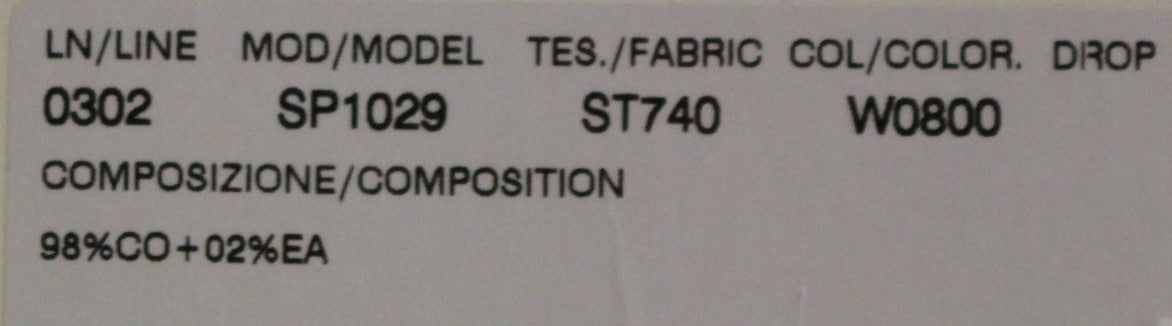 LN/LINE MOD/MODEL TES./FABRIC COL/COLOR. DROP
0302 SP1029 ST740 W0800
COMPOSIZIONE/COMPOSITION
98%CO+02%EA